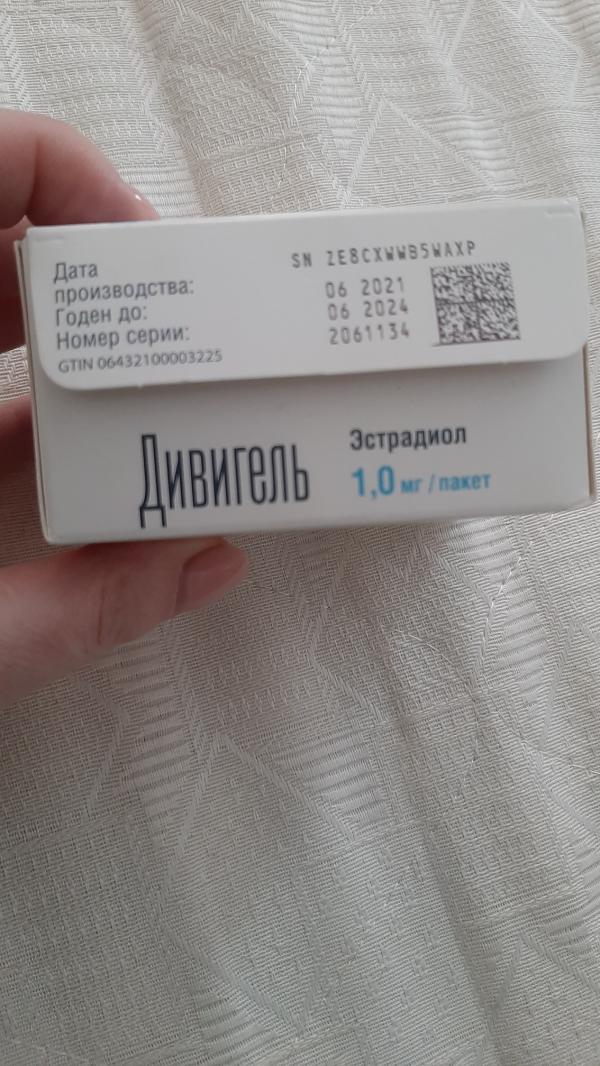 SN ZE8CXWWB5WAXP
Дата
производства: 06 2021
Годен до: 06 2024
Номер серии: 2061134
GTIN 06432100003225
Дивигель
Эстрадиол
1,0 мг / пакет